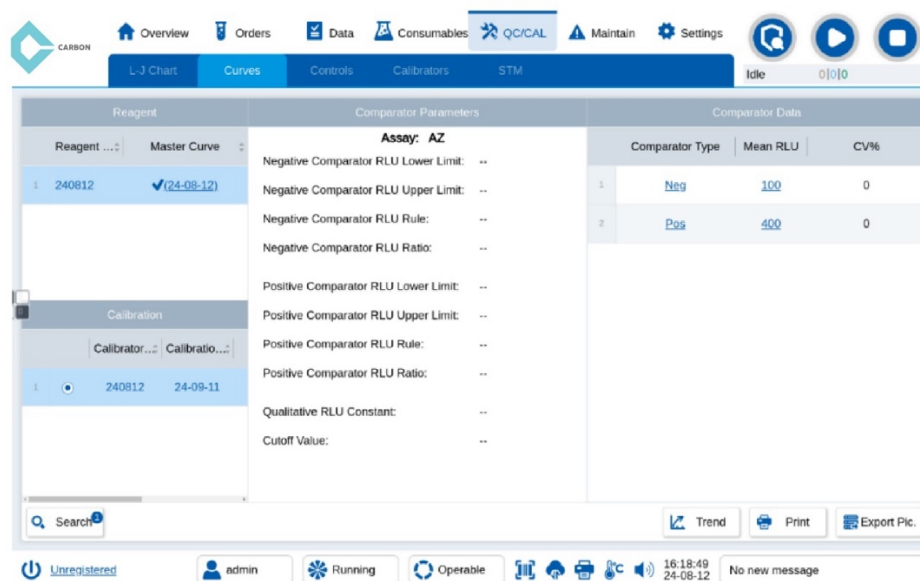 CARBON
Overview Orders Data Consumables QC/CAL Maintain Settings
L-J Chart Curves Controls Calibrators STM
Idle 0|0|0
Reagent Comparator Parameters Comparator Data
Reagent ... Master Curve
1 240812 (24-08-12)
Assay: AZ
Negative Comparator RLU Lower Limit: --
Negative Comparator RLU Upper Limit: --
Negative Comparator RLU Rule: --
Negative Comparator RLU Ratio: --
Positive Comparator RLU Lower Limit: --
Positive Comparator RLU Upper Limit: --
Positive Comparator RLU Rule: --
Positive Comparator RLU Ratio: --
Qualitative RLU Constant: --
Cutoff Value: --
Comparator Type Mean RLU CV%
1 Neg 100 0
2 Pos 400 0
Calibration
Calibrator... Calibratio...
1 240812 24-09-11
Search 1 Trend Print Export Pic.
Unregistered admin Running Operable °C 16:18:49 No new message
24-08-12